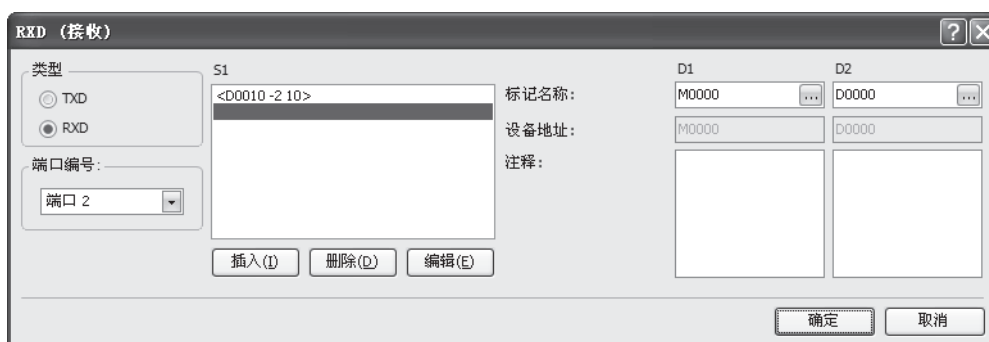 RXD (接收)
类型
TXD
RXD
端口编号:
端口 2
S1
<D0010 -2 10>
插入(I)
删除(D)
编辑(E)
标记名称:
设备地址:
注释:
D1
M0000
...
M0000
D2
D0000
...
D0000
确定
取消